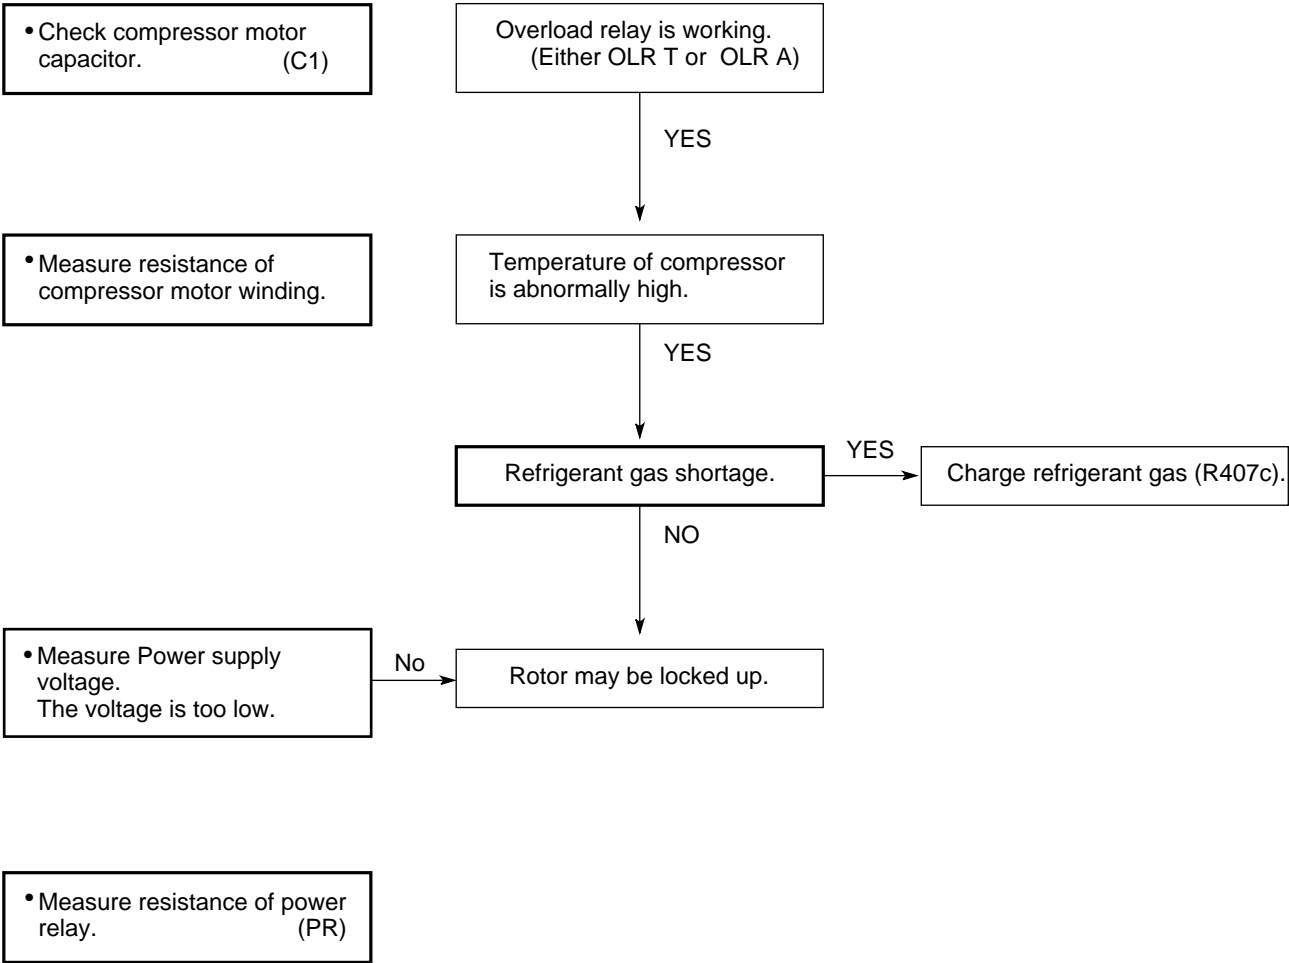 • Check compressor motor
capacitor. (C1)
Overload relay is working.
(Either OLR T or OLR A)
YES
• Measure resistance of
compressor motor winding.
Temperature of compressor
is abnormally high.
YES
Refrigerant gas shortage.
YES
Charge refrigerant gas (R407c).
NO
• Measure Power supply
voltage.
The voltage is too low.
No
Rotor may be locked up.
• Measure resistance of power
relay. (PR)